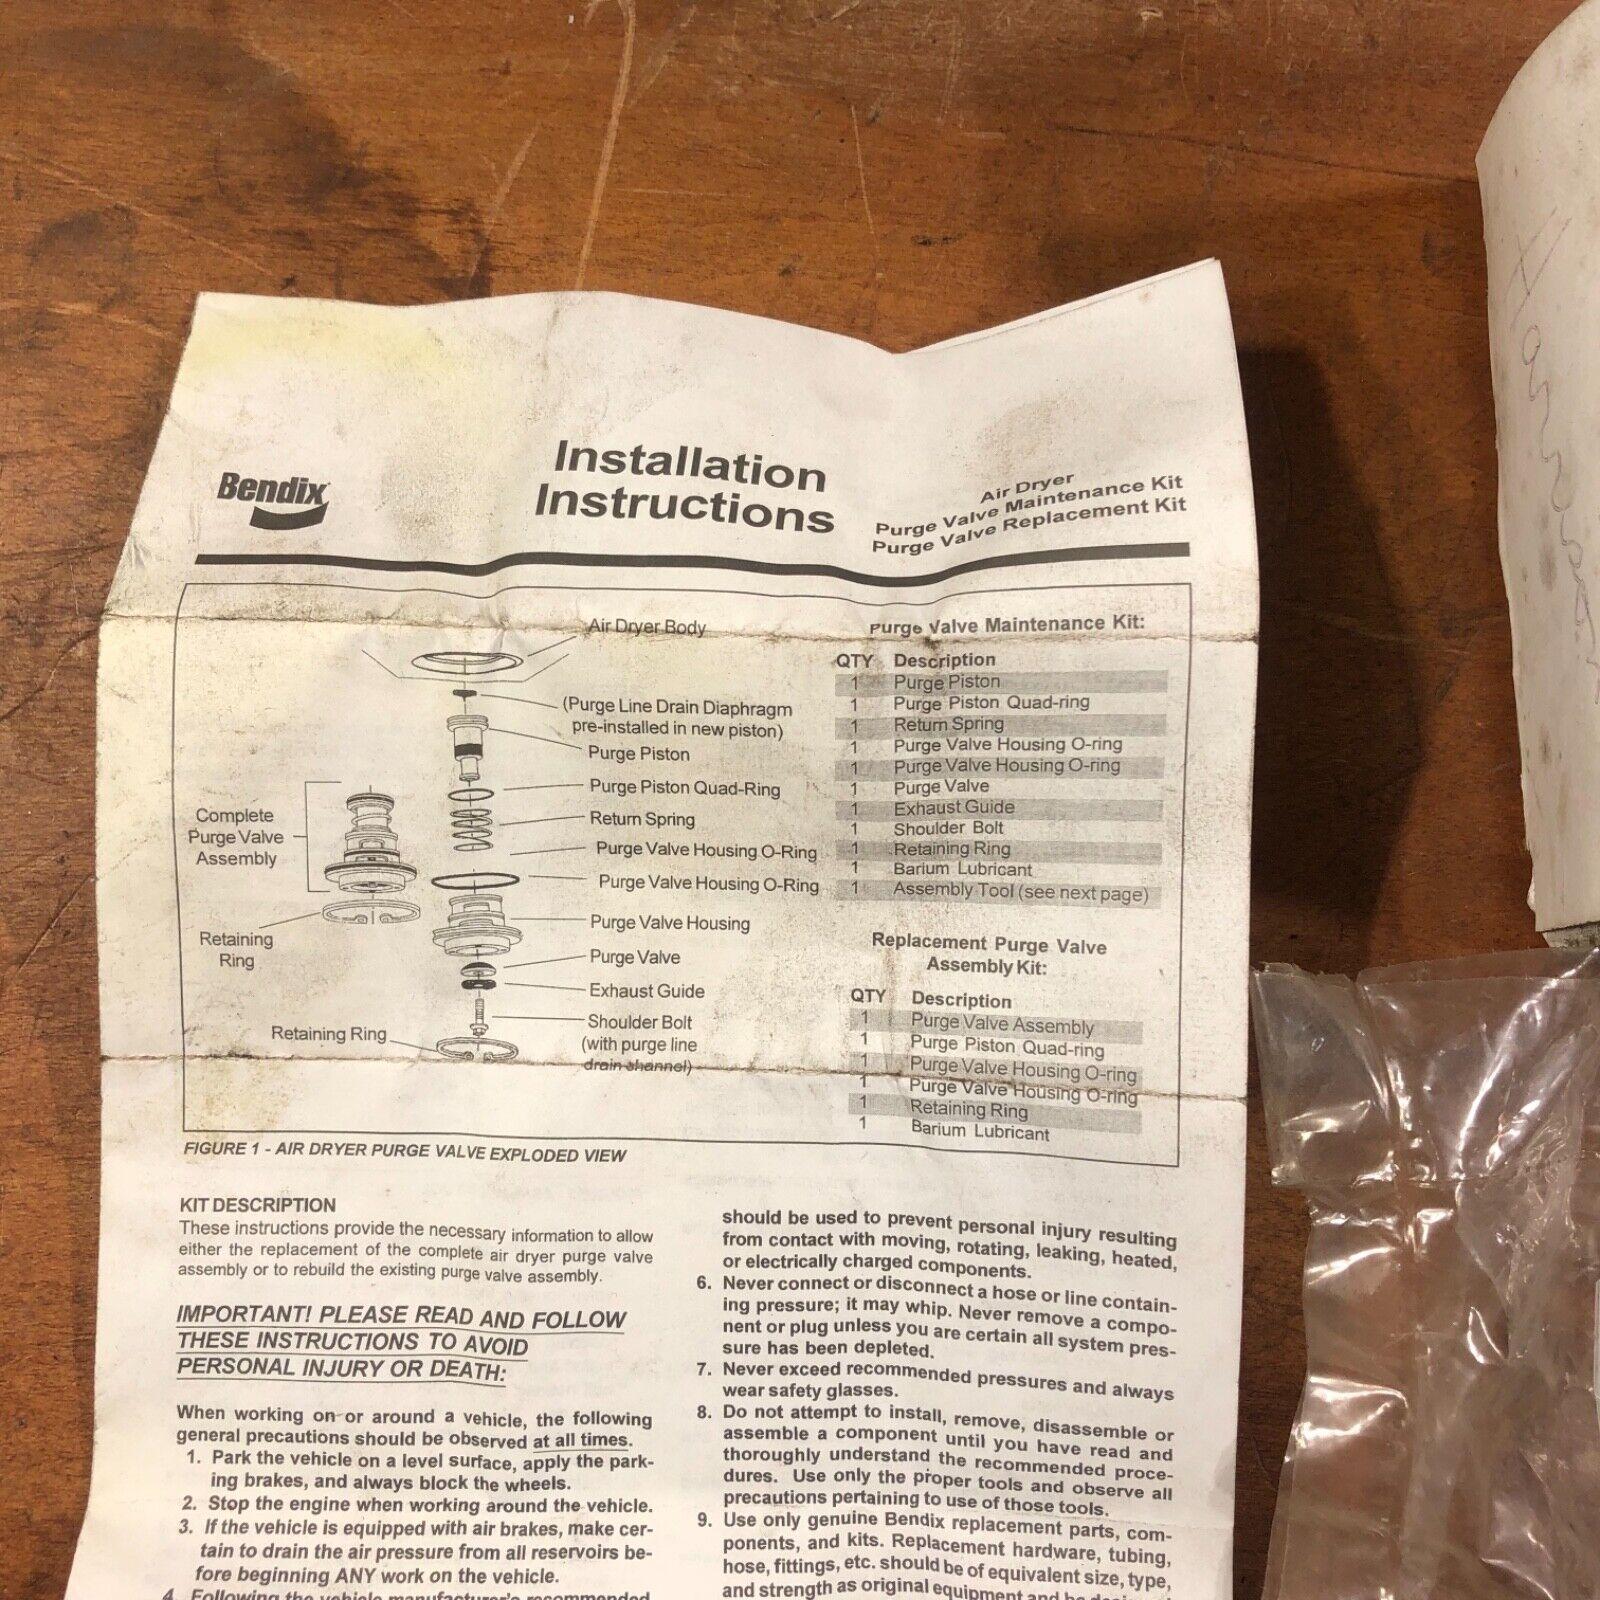 Bendix
Installation
Instructions
Air Dryer
Purge Valve Maintenance Kit
Purge Valve Replacement Kit
Air Dryer Body
(Purge Line Drain Diaphragm
pre-installed in new piston)
Purge Piston
Purge Piston Quad-Ring
Return Spring
Purge Valve Housing O-Ring
Purge Valve Housing O-Ring
Purge Valve Housing
Purge Valve
Exhaust Guide
Shoulder Bolt
(with purge line
drain channel)
Complete
Purge Valve
Assembly
Retaining
Ring
Retaining Ring
Purge Valve Maintenance Kit:
QTY Description
1 Purge Piston
1 Purge Piston Quad-ring
1 Return Spring
1 Purge Valve Housing O-ring
1 Purge Valve Housing O-ring
1 Purge Valve
1 Exhaust Guide
1 Shoulder Bolt
1 Retaining Ring
1 Barium Lubricant
1 Assembly Tool (see next page)
Replacement Purge Valve
Assembly Kit:
QTY Description
1 Purge Valve Assembly
1 Purge Piston Quad-ring
1 Purge Valve Housing O-ring
1 Purge Valve Housing O-ring
1 Retaining Ring
1 Barium Lubricant
FIGURE 1 - AIR DRYER PURGE VALVE EXPLODED VIEW
KIT DESCRIPTION
These instructions provide the necessary information to allow
either the replacement of the complete air dryer purge valve
assembly or to rebuild the existing purge valve assembly.
IMPORTANT! PLEASE READ AND FOLLOW
THESE INSTRUCTIONS TO AVOID
PERSONAL INJURY OR DEATH:
When working on or around a vehicle, the following
general precautions should be observed at all times.
1. Park the vehicle on a level surface, apply the park-
ing brakes, and always block the wheels.
2. Stop the engine when working around the vehicle.
3. If the vehicle is equipped with air brakes, make cer-
tain to drain the air pressure from all reservoirs be-
fore beginning ANY work on the vehicle.
4. Following the vehicle manufacturer's recommended
should be used to prevent personal injury resulting
from contact with moving, rotating, leaking, heated,
or electrically charged components.
6. Never connect or disconnect a hose or line contain-
ing pressure; it may whip. Never remove a compo-
nent or plug unless you are certain all system pres-
sure has been depleted.
7. Never exceed recommended pressures and always
wear safety glasses.
8. Do not attempt to install, remove, disassemble or
assemble a component until you have read and
thoroughly understand the recommended proce-
dures. Use only the proper tools and observe all
precautions pertaining to use of those tools.
9. Use only genuine Bendix replacement parts, com-
ponents, and kits. Replacement hardware, tubing,
hose, fittings, etc. should be of equivalent size, type,
and strength as original equipment and be